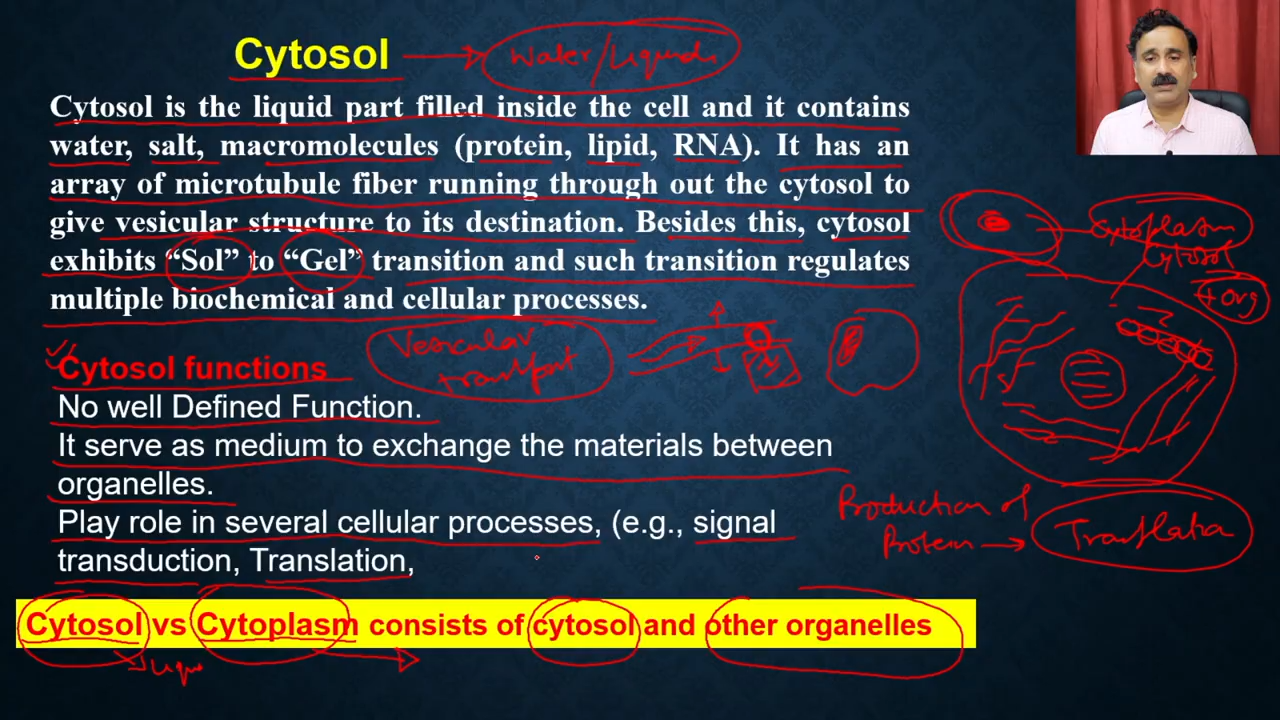 Cytosol
Water/Liquids
Cytosol is the liquid part filled inside the cell and it contains
water, salt, macromolecules (protein, lipid, RNA). It has an
array of microtubule fiber running through out the cytosol to
give vesicular structure to its destination. Besides this, cytosol
exhibits “Sol” to “Gel” transition and such transition regulates
multiple biochemical and cellular processes.
Cytoplasm
Cytosol
+ Org
Vesicular
transport
Cytosol functions
No well Defined Function.
It serve as medium to exchange the materials between
organelles.
Play role in several cellular processes, (e.g., signal
transduction, Translation,
Production of
Protein
Translation
Cytosol vs Cytoplasm consists of cytosol and other organelles